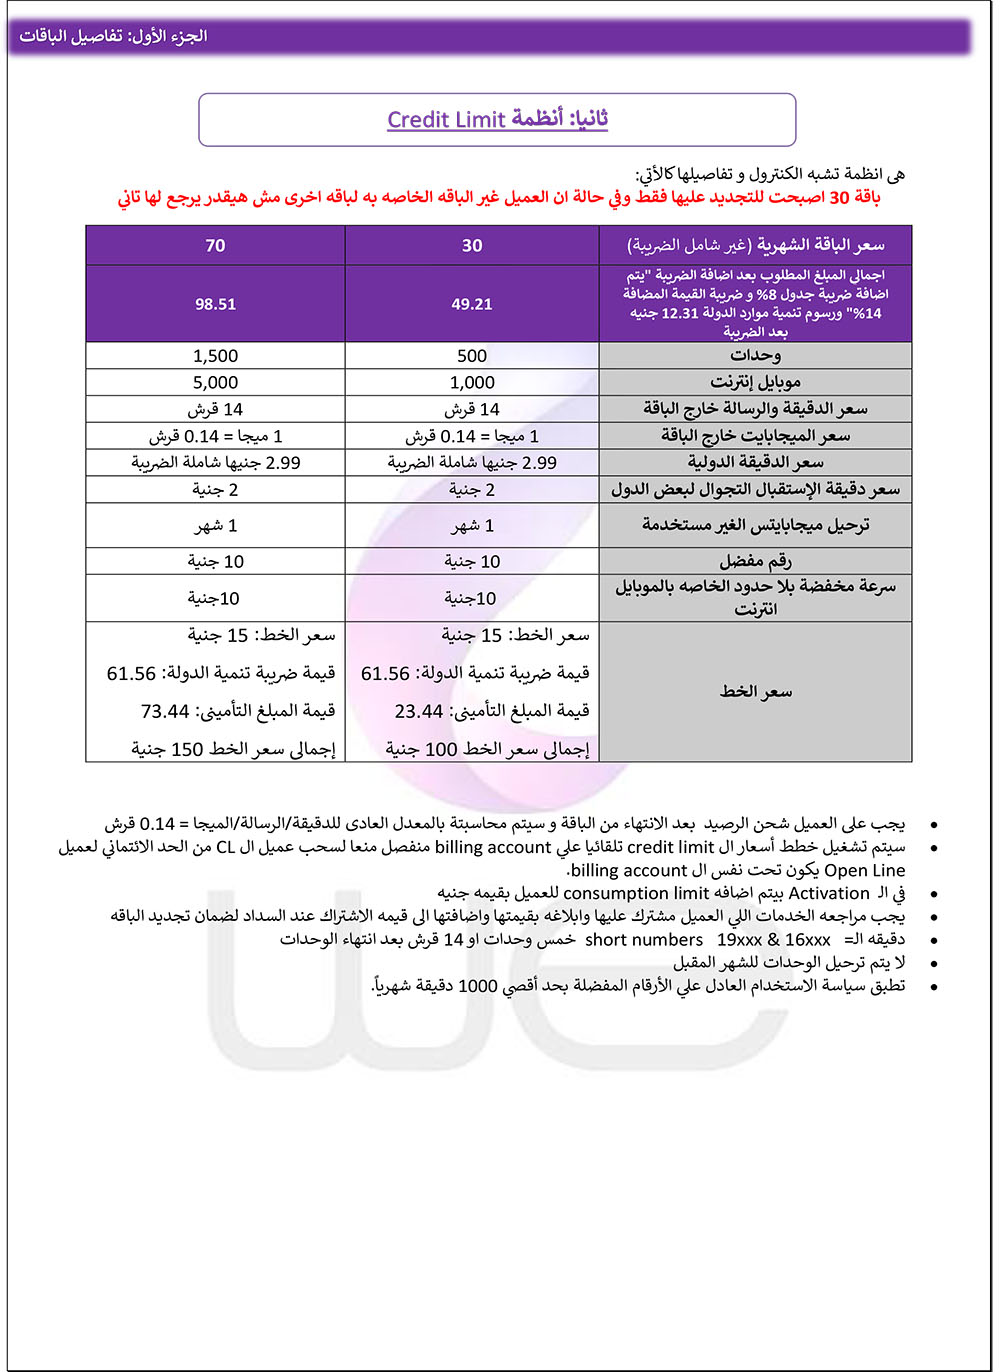 الجزء الأول: تفاصيل الباقات
ثانيا: أنظمة Credit Limit
هى انظمة تشبه الكنترول و تفاصيلها كالأتي:
باقة 30 اصبحت للتجديد عليها فقط وفي حالة ان العميل غير الباقه الخاصه به لباقه اخرى مش هيقدر يرجع لها تاني
سعر الباقة الشهرية (غير شامل الضريبة) 30 70
اجمالى المبلغ المطلوب بعد اضافة الضريبة "يتم
اضافة ضريبة جدول 8% و ضريبة القيمة المضافة
14%" ورسوم تنمية موارد الدولة 12.31 جنيه
بعد الضريبة
49.21 98.51
وحدات 500 1,500
موبايل إنترنت 1,000 5,000
سعر الدقيقة والرسالة خارج الباقة 14 قرش 14 قرش
سعر الميجابايت خارج الباقة 1 ميجا = 0.14 قرش 1 ميجا = 0.14 قرش
سعر الدقيقة الدولية 2.99 جنيها شاملة الضريبة 2.99 جنيها شاملة الضريبة
سعر دقيقة الإستقبال التجوال لبعض الدول 2 جنية 2 جنية
ترحيل ميجابايتس الغير مستخدمة 1 شهر 1 شهر
رقم مفضل 10 جنية 10 جنية
سرعة مخفضة بلا حدود الخاصه بالموبايل
انترنت
10جنية 10جنية
سعر الخط
سعر الخط: 15 جنية سعر الخط: 15 جنية
قيمة ضريبة تنمية الدولة: 61.56 قيمة ضريبة تنمية الدولة: 61.56
قيمة المبلغ التأمينى: 23.44 قيمة المبلغ التأمينى: 73.44
إجمالى سعر الخط 100 جنية إجمالى سعر الخط 150 جنية
• يجب على العميل شحن الرصيد بعد الانتهاء من الباقة و سيتم محاسبتة بالمعدل العادى للدقيقة/الرسالة/الميجا = 0.14 قرش
• سيتم تشغيل خطط أسعار ال credit limit تلقائيا علي billing account منفصل منعا لسحب عميل ال CL من الحد الائتماني لعميل
Open Line يكون تحت نفس ال billing account.
• في الـ Activation بيتم اضافه consumption limit للعميل بقيمه جنيه
• يجب مراجعه الخدمات اللي العميل مشترك عليها وابلاغه بقيمتها واضافتها الى قيمه الاشتراك عند السداد لضمان تجديد الباقه
• دقيقه الـ= short numbers 19xxx & 16xxx خمس وحدات او 14 قرش بعد انتهاء الوحدات
• لا يتم ترحيل الوحدات للشهر المقبل
• تطبق سياسة الاستخدام العادل علي الأرقام المفضلة بحد أقصي 1000 دقيقة شهرياً.
we